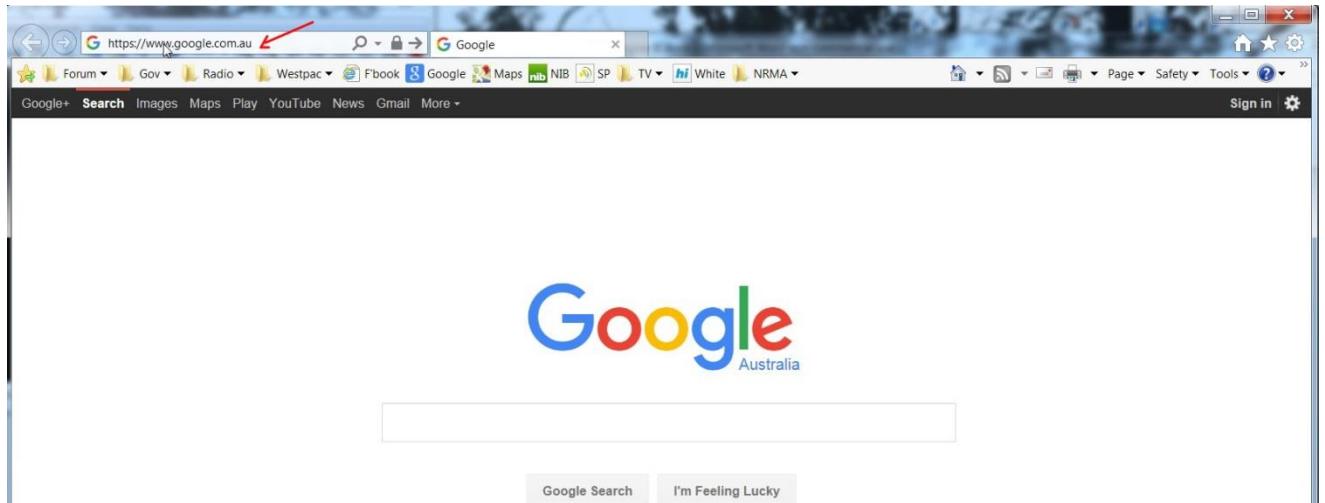 https://www.google.com.au
Google
Forum Gov Radio Westpac F'book Google Maps nib NIB SP TV hi White NRMA Page Safety Tools
Google+ Search Images Maps Play YouTube News Gmail More Sign in
Google
Australia
Google Search I'm Feeling Lucky